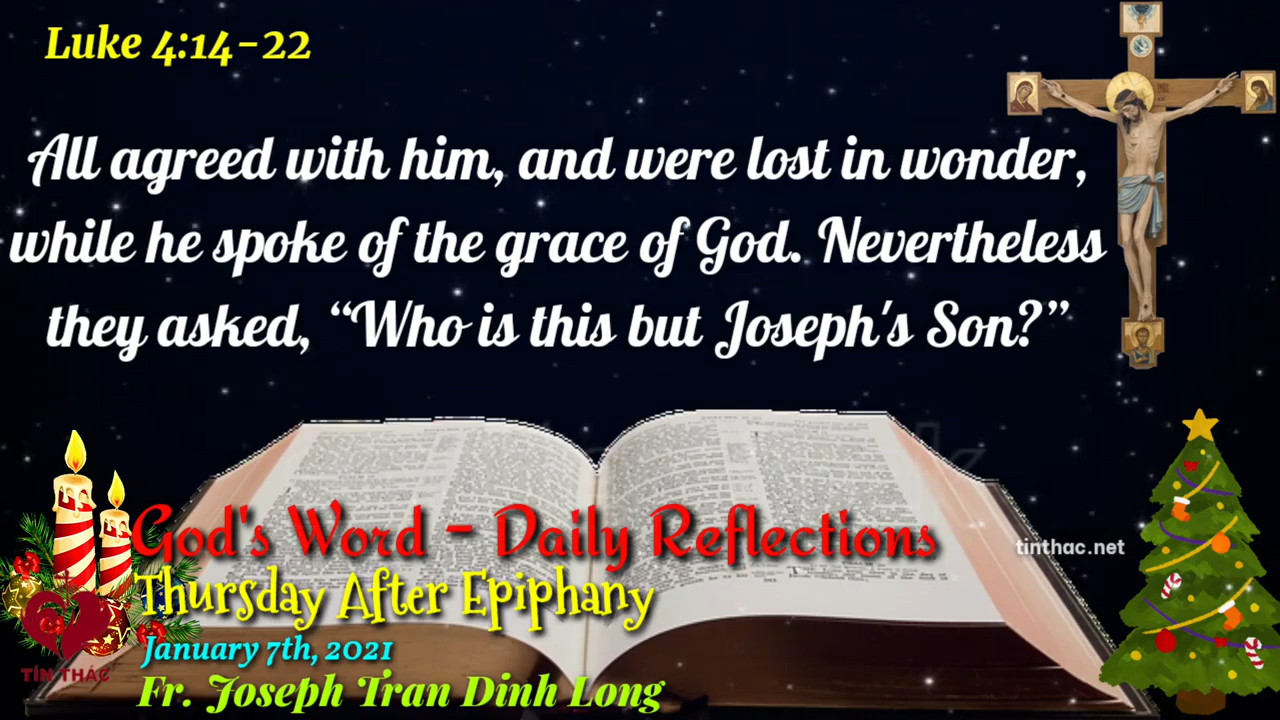 Luke 4:14-22
All agreed with him, and were lost in wonder,
while he spoke of the grace of God. Nevertheless
they asked, “Who is this but Joseph's Son?”
God's Word - Daily Reflections
tinthac.net
Thursday After Epiphany
January 7th, 2021
TÍN THÁC
Fr. Joseph Tran Dinh Long